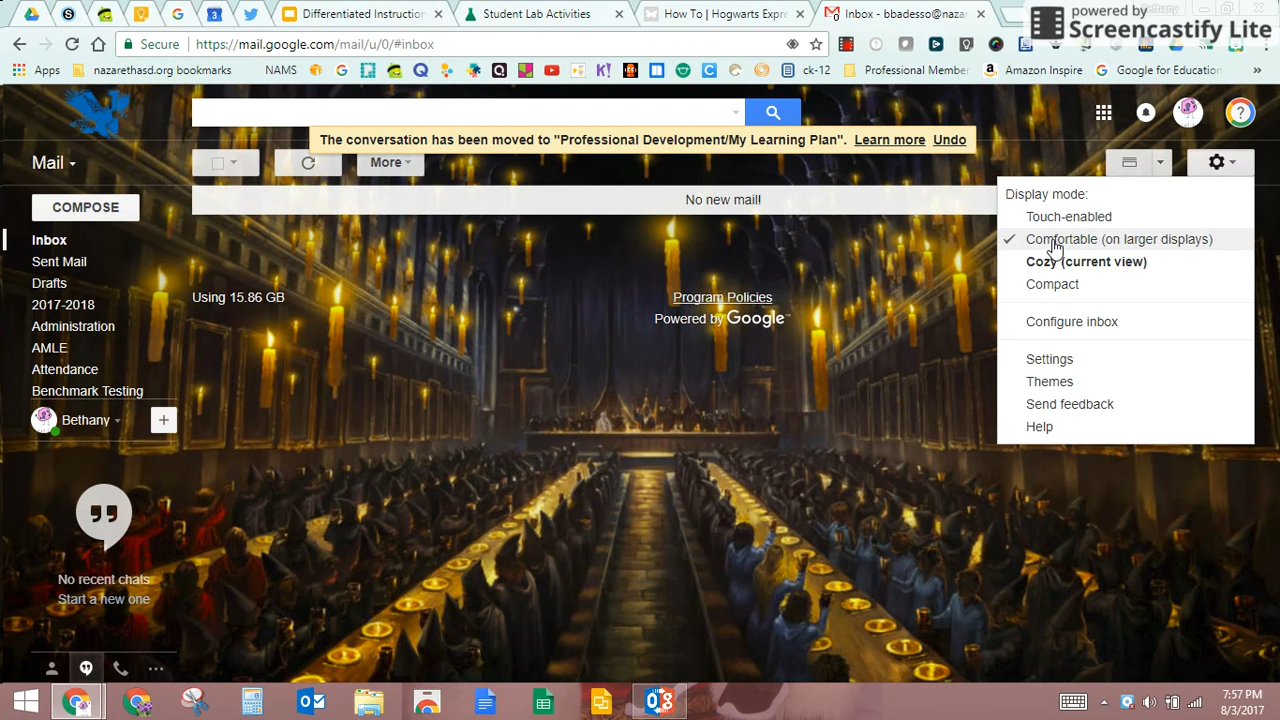 powered by
Screencastify Lite
Differentiated Instruction
Student Lab Activities
How To | Hogwarts Expre
Inbox - bbadesso@naza
Secure
https://mail.google.com/mail/u/0/#inbox
Apps
nazarethasd.org bookmarks
NAMS
ck-12
Professional Member
Amazon Inspire
Google for Education
The conversation has been moved to "Professional Development/My Learning Plan". Learn more Undo
Mail
More
COMPOSE
No new mail!
Inbox
Sent Mail
Drafts
2017-2018
Administration
AMLE
Attendance
Benchmark Testing
Bethany
Using 15.86 GB
Program Policies
Powered by Google™
Display mode:
Touch-enabled
Comfortable (on larger displays)
Cozy (current view)
Compact
Configure inbox
Settings
Themes
Send feedback
Help
No recent chats
Start a new one
7:57 PM
8/3/2017